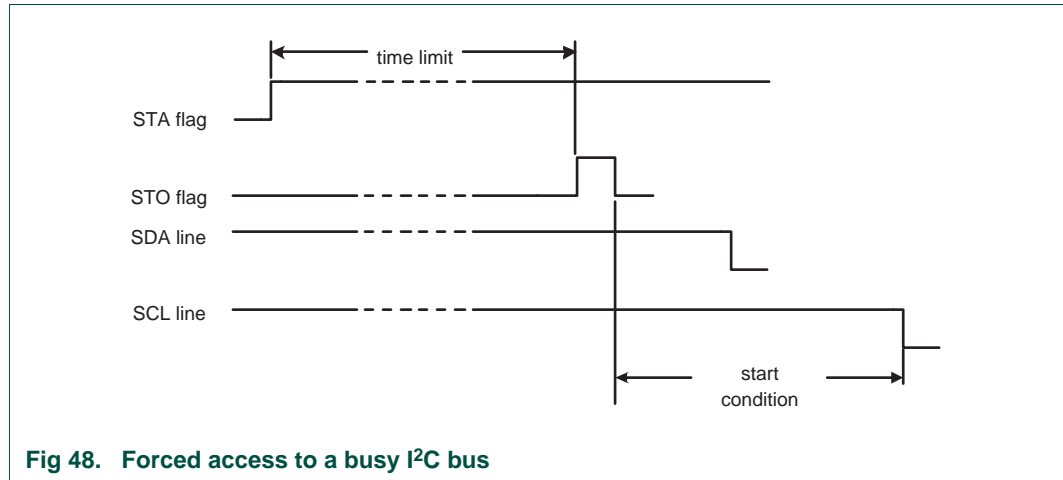 time limit
STA flag
STO flag
SDA line
SCL line
start
condition
Fig 48. Forced access to a busy I²C bus